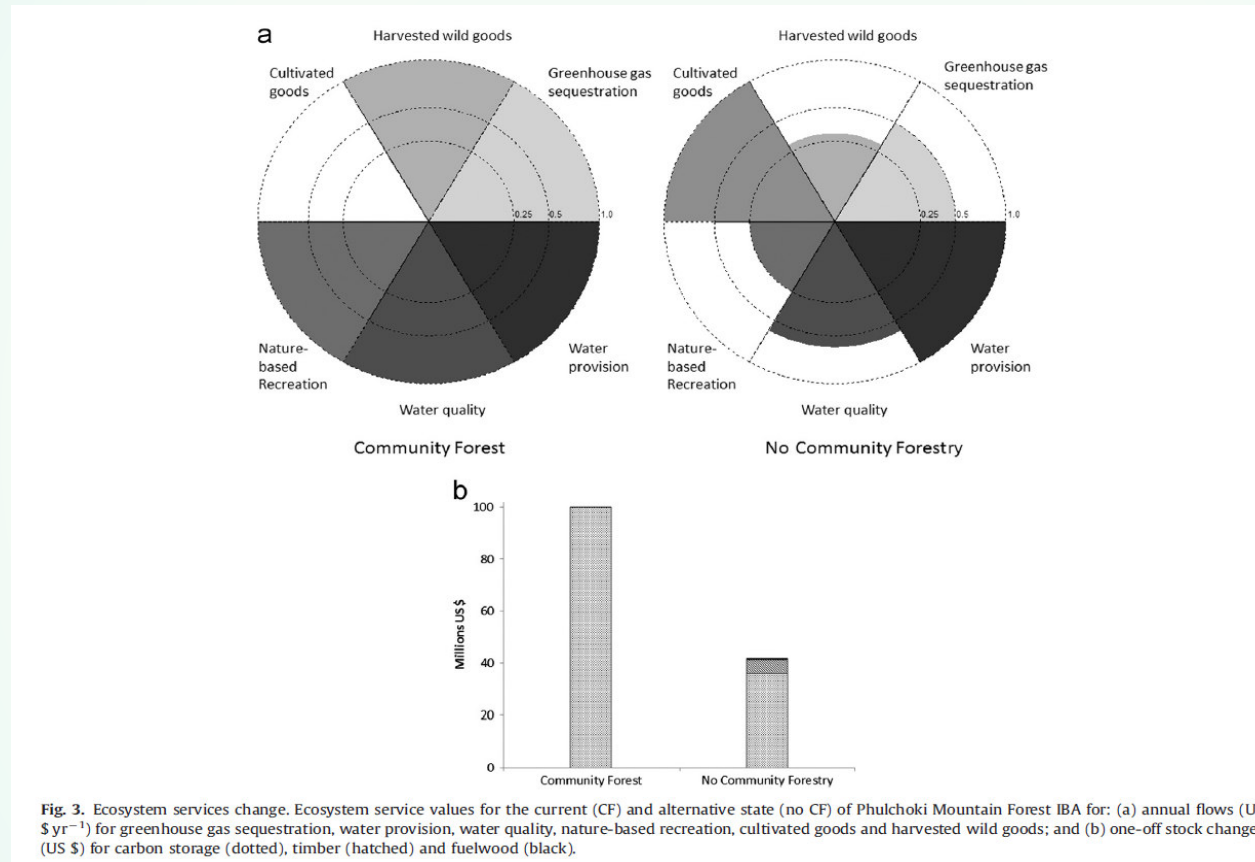 a
Harvested wild goods
Cultivated
goods
Greenhouse gas
sequestration
0.25
0.5
1.0
Nature-
based
Recreation
Water
provision
Water quality
Community Forest
Harvested wild goods
Cultivated
goods
Greenhouse gas
sequestration
0.25
0.5
1.0
Nature-
based
Recreation
Water
provision
Water quality
No Community Forestry
b
Millions US $
100
80
60
40
20
0
Community Forest
No Community Forestry
Fig. 3. Ecosystem services change. Ecosystem service values for the current (CF) and alternative state (no CF) of Phulchoki Mountain Forest IBA for: (a) annual flows (U
$ yr⁻¹) for greenhouse gas sequestration, water provision, water quality, nature-based recreation, cultivated goods and harvested wild goods; and (b) one-off stock change
(US $) for carbon storage (dotted), timber (hatched) and fuelwood (black).